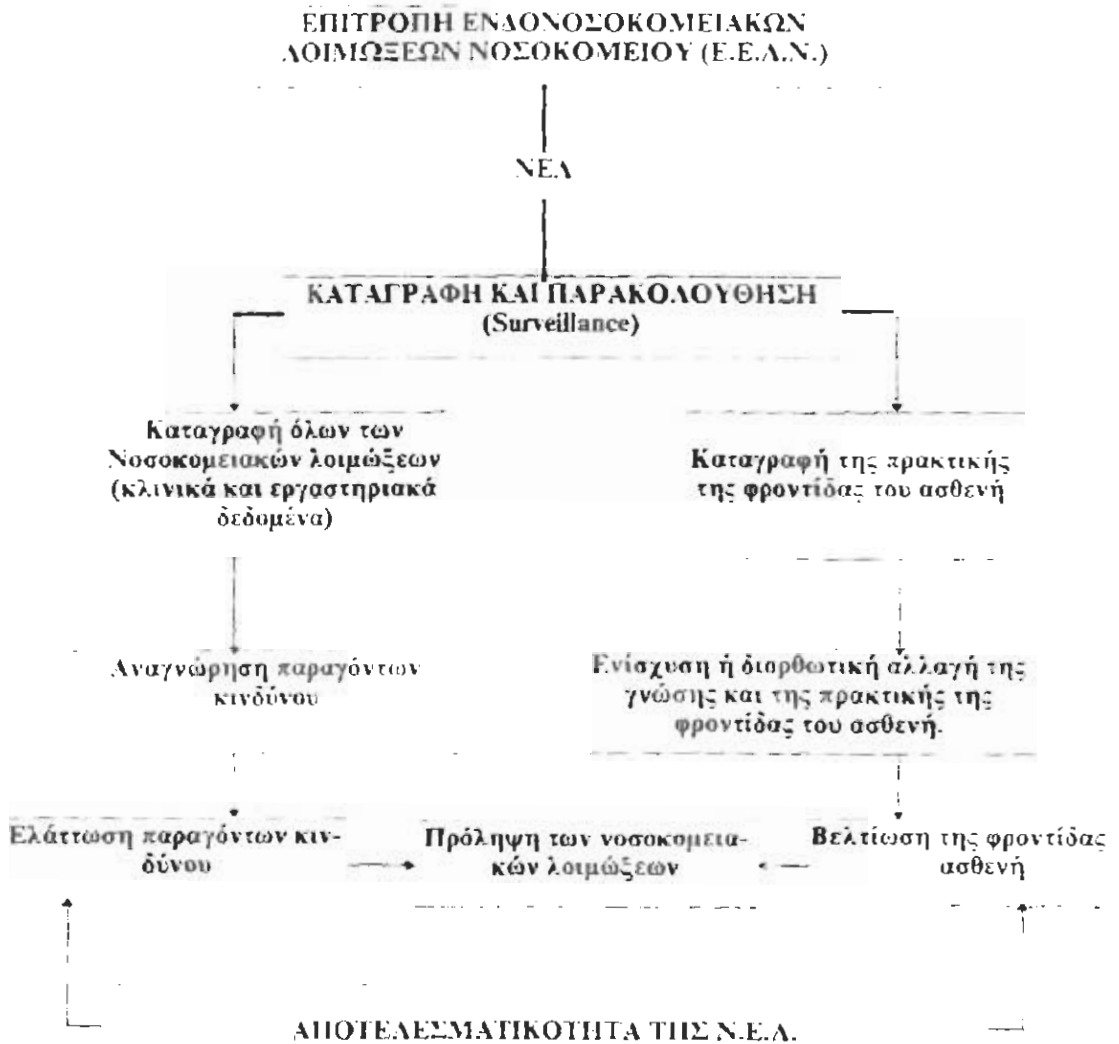 ΕΠΙΤΡΟΠΗ ΕΝΔΟΝΟΣΟΚΟΜΕΙΑΚΩΝ
ΛΟΙΜΩΞΕΩΝ ΝΟΣΟΚΟΜΕΙΟΥ (Ε.Ε.Λ.Ν.)
ΝΕΛ
ΚΑΤΑΓΡΑΦΗ ΚΑΙ ΠΑΡΑΚΟΛΟΥΘΗΣΗ
(Surveillance)
Καταγραφή όλων των
Νοσοκομειακών λοιμώξεων
(κλινικά και εργαστηριακά
δεδομένα)
Καταγραφή της πρακτικής
της φροντίδας του ασθενή
Αναγνώρηση παραγόντων
κινδύνου
Ενίσχυση ή διορθωτική αλλαγή της
γνώσης και της πρακτικής της
φροντίδας του ασθενή.
Ελάττωση παραγόντων κιν-
δύνου
Πρόληψη των νοσοκομεια-
κών λοιμώξεων
Βελτίωση της φροντίδας
ασθενή
ΑΠΟΤΕΛΕΣΜΑΤΙΚΟΤΗΤΑ ΤΗΣ Ν.Ε.Λ.